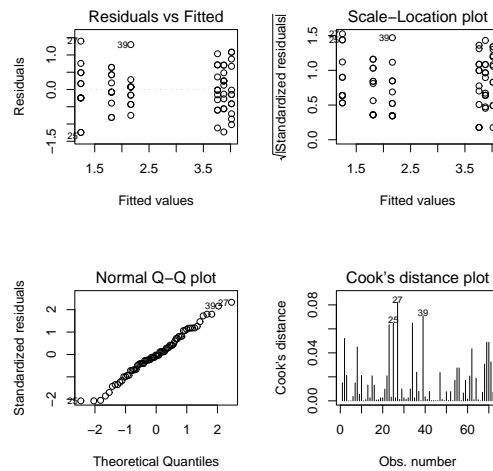 Residuals vs Fitted
Residuals
1.0
0.0
−1.5
27
39
25
1.5 2.5 3.5
Fitted values
Scale−Location plot
√|Standardized residuals|
1.5
1.0
0.5
0.0
39
1.5 2.5 3.5
Fitted values
Normal Q−Q plot
Standardized residuals
2
1
0
−2
39 27
25
−2 −1 0 1 2
Theoretical Quantiles
Cook's distance plot
Cook's distance
0.08
0.04
0.00
27
25
39
0 20 40 60
Obs. number